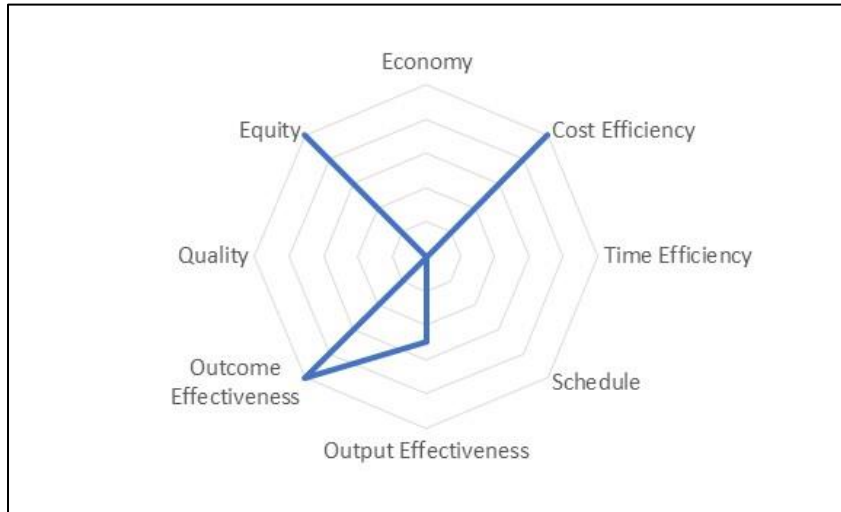 Economy
Equity
Cost Efficiency
Quality
Time Efficiency
Outcome
Effectiveness
Schedule
Output Effectiveness